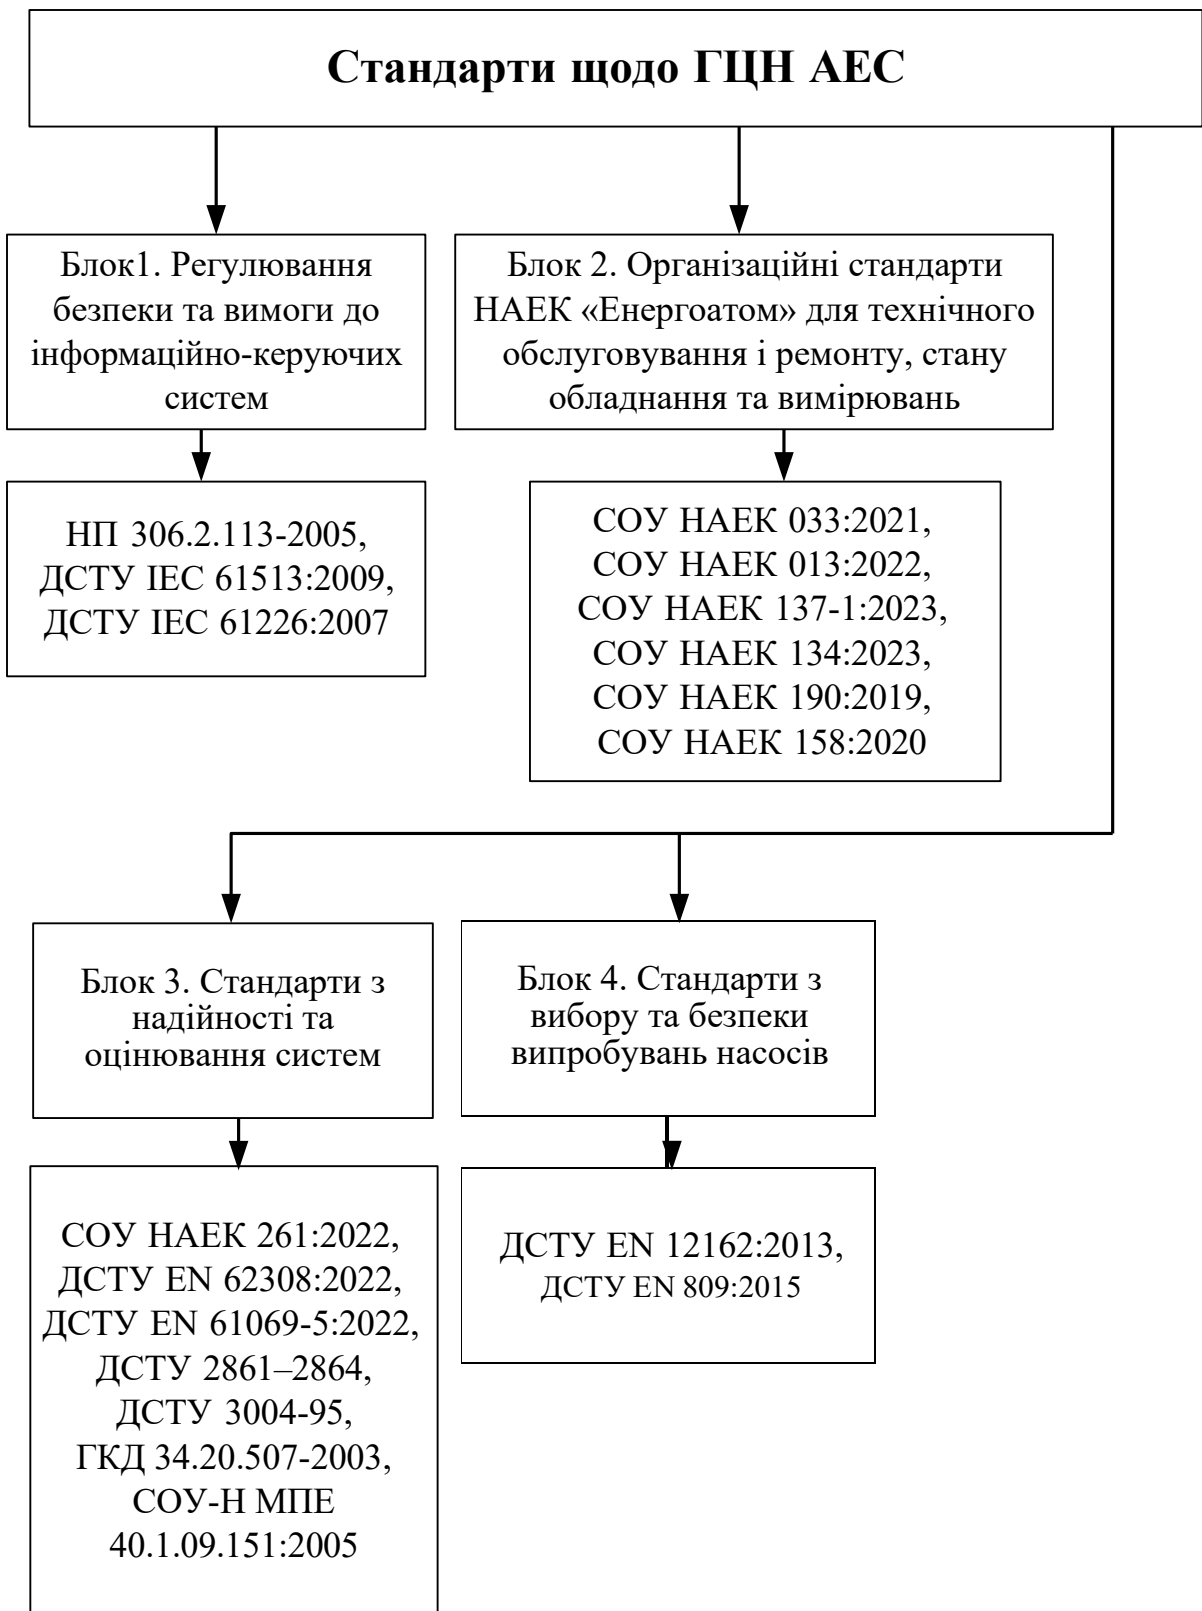 Стандарти щодо ГЦН АЕС
Блок1. Регулювання
безпеки та вимоги до
інформаційно-керуючих
систем
Блок 2. Організаційні стандарти
НАЕК «Енергоатом» для технічного
обслуговування і ремонту, стану
обладнання та вимірювань
НП 306.2.113-2005,
ДСТУ IEC 61513:2009,
ДСТУ IEC 61226:2007
СОУ НАЕК 033:2021,
СОУ НАЕК 013:2022,
СОУ НАЕК 137-1:2023,
СОУ НАЕК 134:2023,
СОУ НАЕК 190:2019,
СОУ НАЕК 158:2020
Блок 3. Стандарти з
надійності та
оцінювання систем
Блок 4. Стандарти з
вибору та безпеки
випробувань насосів
СОУ НАЕК 261:2022,
ДСТУ EN 62308:2022,
ДСТУ EN 61069-5:2022,
ДСТУ 2861–2864,
ДСТУ 3004-95,
ГКД 34.20.507-2003,
СОУ-Н МПЕ
40.1.09.151:2005
ДСТУ EN 12162:2013,
ДСТУ EN 809:2015